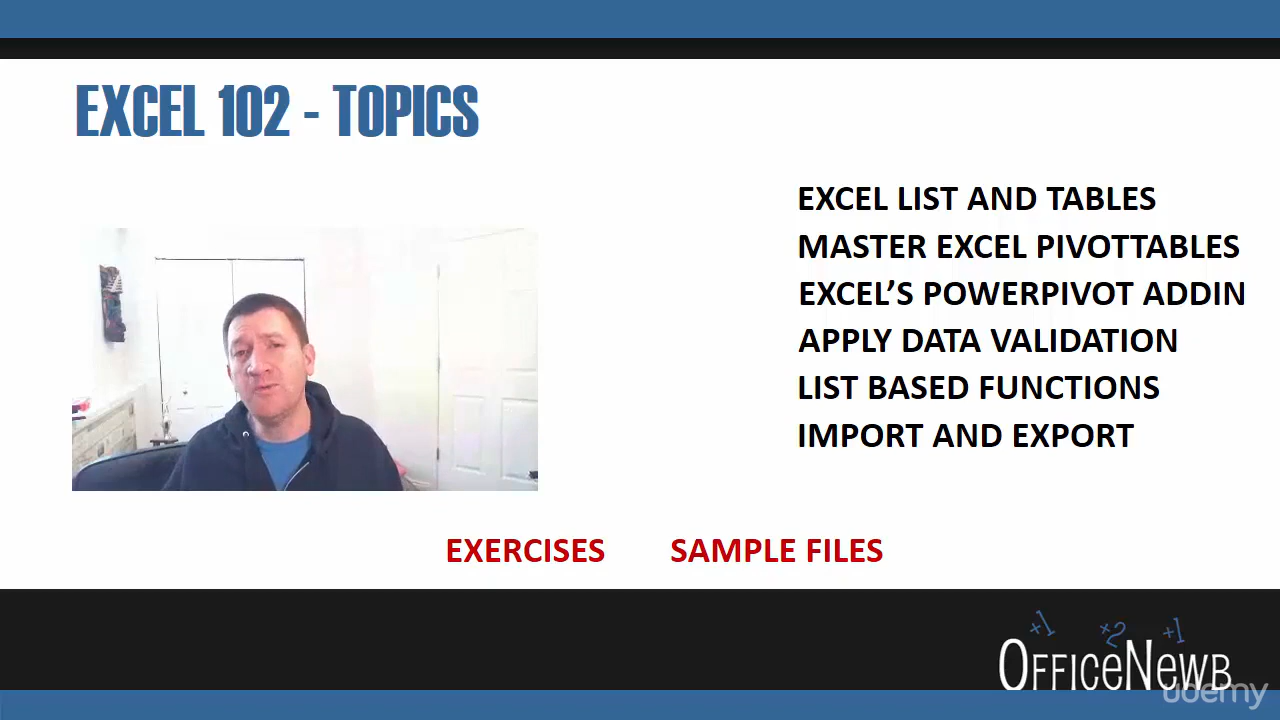 EXCEL 102 - TOPICS
EXCEL LIST AND TABLES
MASTER EXCEL PIVOTTABLES
EXCEL'S POWERPIVOT ADDIN
APPLY DATA VALIDATION
LIST BASED FUNCTIONS
IMPORT AND EXPORT
EXERCISES SAMPLE FILES
+1 +2 +1
OFFICENEWB
udemy